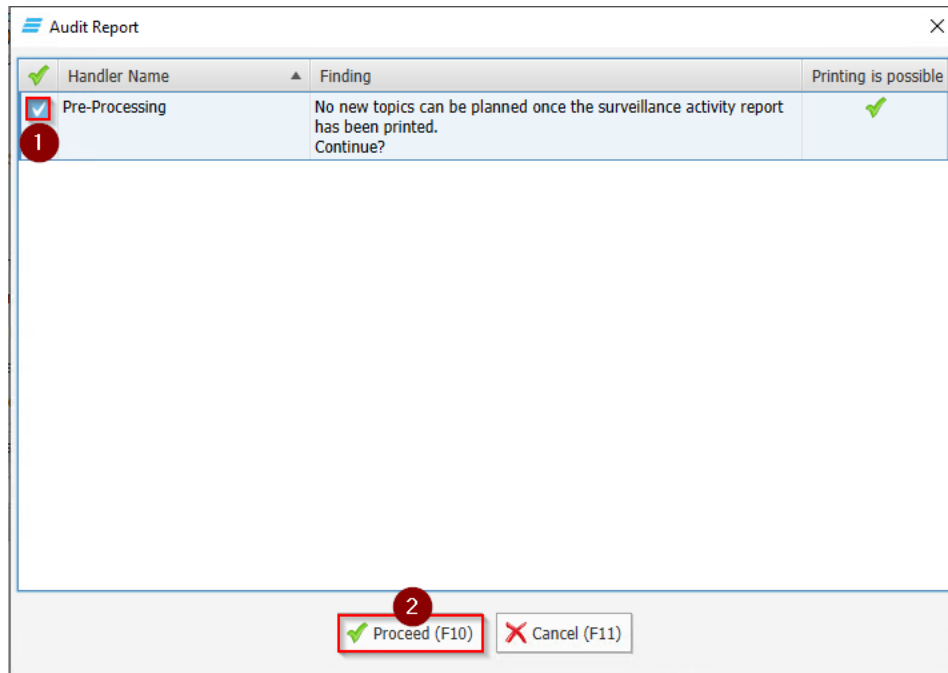 Audit Report
Handler Name
Finding
Printing is possible
Pre-Processing
No new topics can be planned once the surveillance activity report
has been printed.
Continue?
1
2
Proceed (F10)
Cancel (F11)